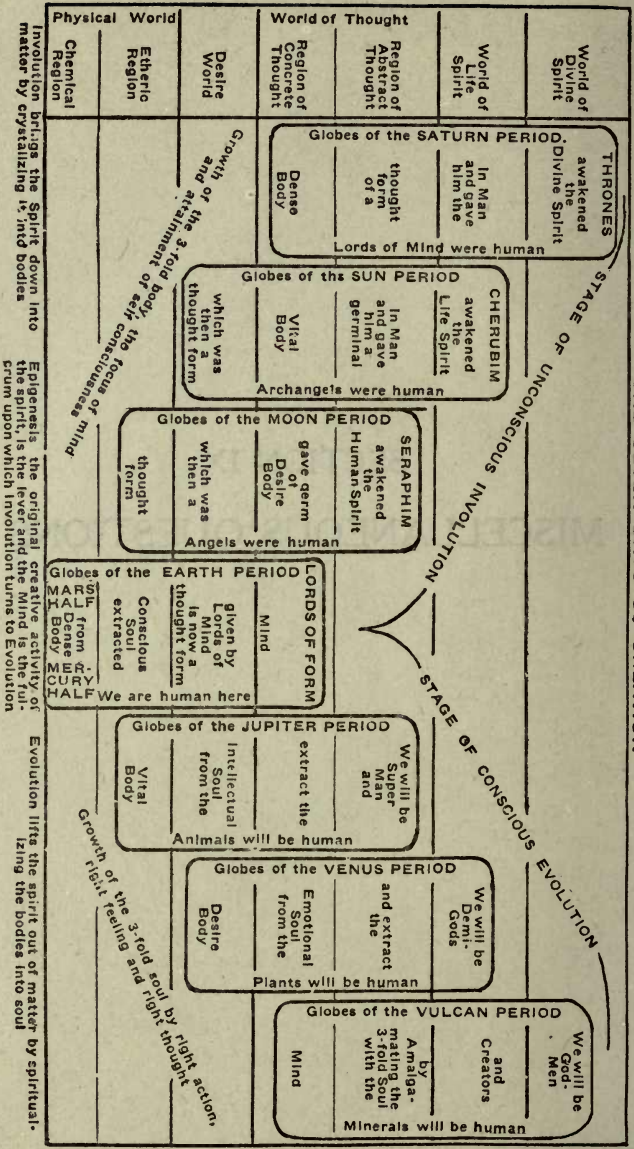 Physical World
World of Thought
Chemical
Region
Etheric
Region
Desire
World
Region of
Concrete
Thought
Region of
Abstract
Thought
World of
Life
Spirit
World of
Divine
Spirit
Globes of the SATURN PERIOD.
THRONES
awakened
the
Divine Spirit
In Man
and gave
him the
thought
form
of a
Dense
Body
Lords of Mind were human
Globes of ths SUN PERIOD
CHERUBIM
awakened
the
Life Spirit
In Man
and gave
him a
germinal
Vital
Body
which was
then a
thought form
Archangels were human
Globes of the MOON PERIOD
SERAPHIM
awakened
the
Human Spirit
gave germ
of
Desire
Body
which was
then a
thought
form
Angels were human
Globes of the EARTH PERIOD
LORDS OF FORM
Mind
given by
Lords of
Mind
is now a
thought form
Conscious
Soul
extracted
from
Dense
Body
MARS
HALF
MER-
CURY
HALF
We are human here
Globes of the JUPITER PERIOD
We will be
Super
Man
and
extract the
Intellectual
Soul
from the
Vital
Body
Animals will be human
Globes of the VENUS PERIOD
We will be
Demi-
Gods
and extract
the
Emotional
Soul
from the
Desire
Body
Plants will be human
Globes of the VULCAN PERIOD
We will be
God-
Men
and
Creators
by
Amalga-
mating the
3-fold Soul
with the
Mind
Minerals will be human
STAGE OF UNCONSCIOUS INVOLUTION
STAGE OF CONSCIOUS EVOLUTION
Growth of the 3-fold body, the focus of mind
and attainment of self consciousness
Growth of the 3-fold soul by right action,
right feeling and right thought
Involution brings the Spirit down into
matter by crystalizing it into bodies
Epigenesis the original creative activity of
the spirit, is the lever and the Mind is the ful-
crum upon which Involution turns to Evolution
Evolution lifts the spirit out of matter by spiritual-
izing the bodies into soul